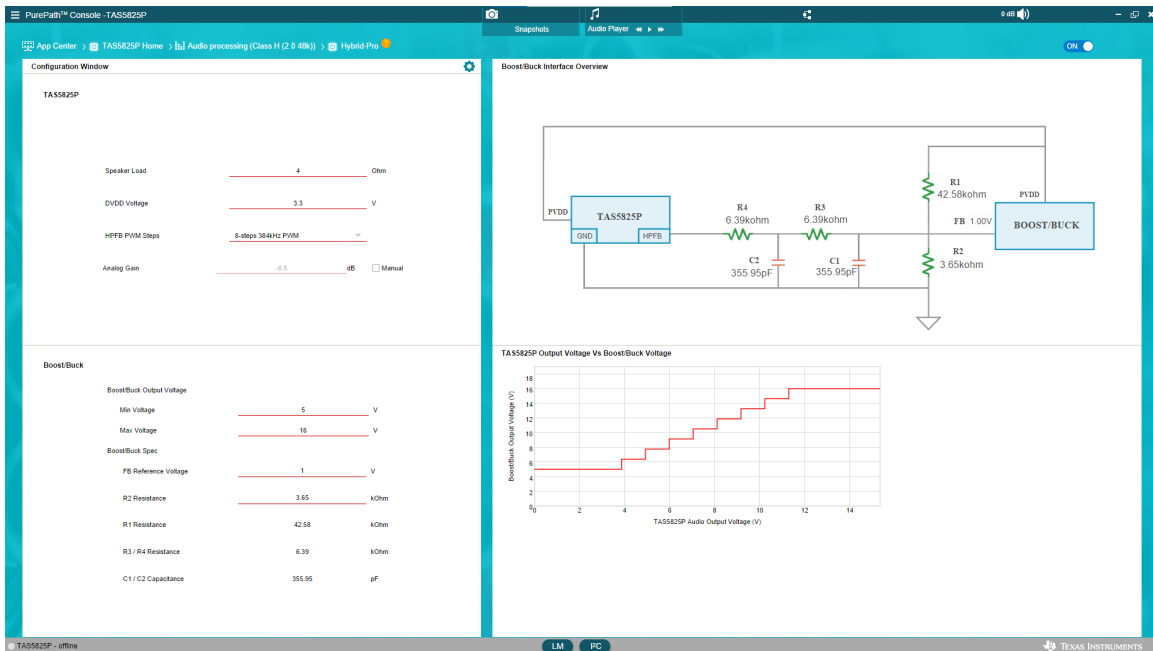 PurePath™ Console -TAS5825P
Snapshots
Audio Player
0 dB
App Center > TAS5825P Home > Audio processing (Class H (2.0 48k)) > Hybrid-Pro
ON
Configuration Window
TAS5825P
Speaker Load 4 Ohm
DVDD Voltage 3.3 V
HPFB PWM Steps 8-steps 384kHz PWM
Analog Gain -6.5 dB Manual
Boost/Buck Interface Overview
PVDD
TAS5825P
GND
HPFB
R4
6.39kohm
R3
6.39kohm
C2
355.95pF
C1
355.95pF
R1
42.58kohm
FB 1.00V
R2
3.65kohm
PVDD
BOOST/BUCK
Boost/Buck
Boost/Buck Output Voltage
Min Voltage 5 V
Max Voltage 16 V
Boost/Buck Spec
FB Reference Voltage 1 V
R2 Resistance 3.65 kOhm
R1 Resistance 42.58 kOhm
R3 / R4 Resistance 6.39 kOhm
C1 / C2 Capacitance 355.95 pF
TAS5825P Output Voltage Vs Boost/Buck Voltage
Boost/Buck Output Voltage (V)
18
16
14
12
10
8
6
4
2
0
0 2 4 6 8 10 12 14
TAS5825P Audio Output Voltage (V)
TAS5825P - offline
LM
I²C
TEXAS INSTRUMENTS